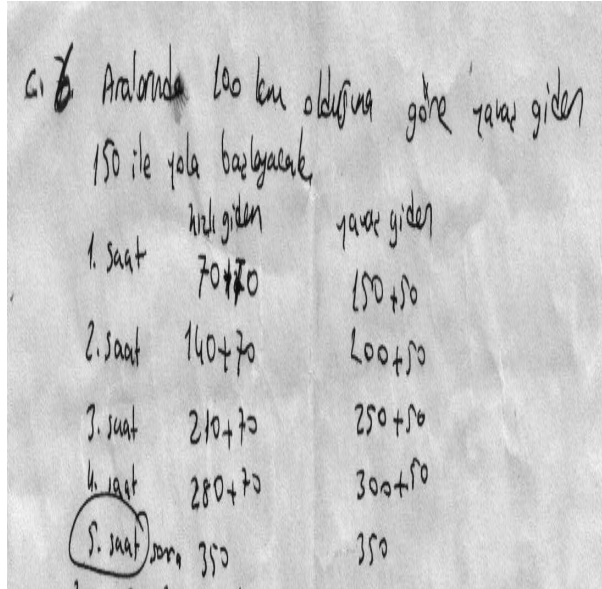 C. Aralarında 100 km olduğuna göre yavaş giden
150 ile yola başlayacak,
hızlı giden yavaş giden
1. saat 70+70 150+50
2. saat 140+70 200+50
3. saat 210+70 250+50
4. saat 280+70 300+50
5. saat sonra 350 350